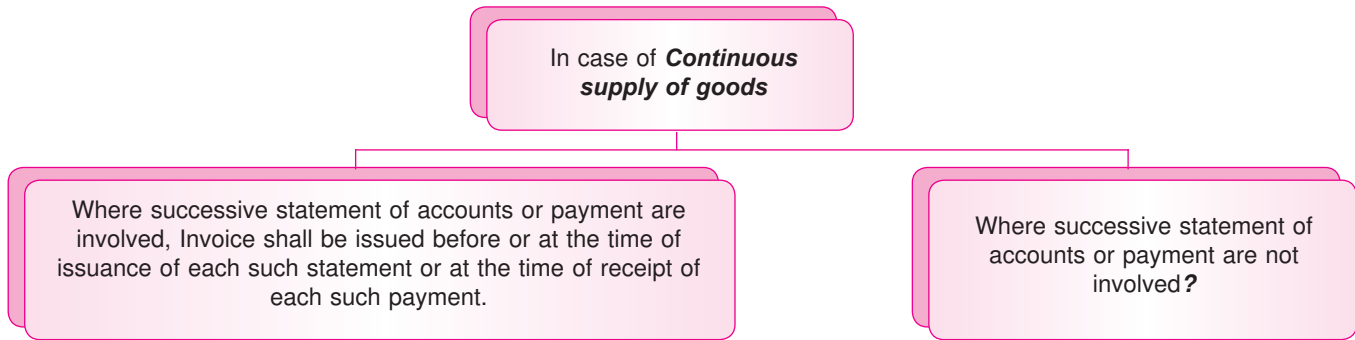 In case of Continuous
supply of goods
Where successive statement of accounts or payment are
involved, Invoice shall be issued before or at the time of
issuance of each such statement or at the time of receipt of
each such payment.
Where successive statement of
accounts or payment are not
involved?